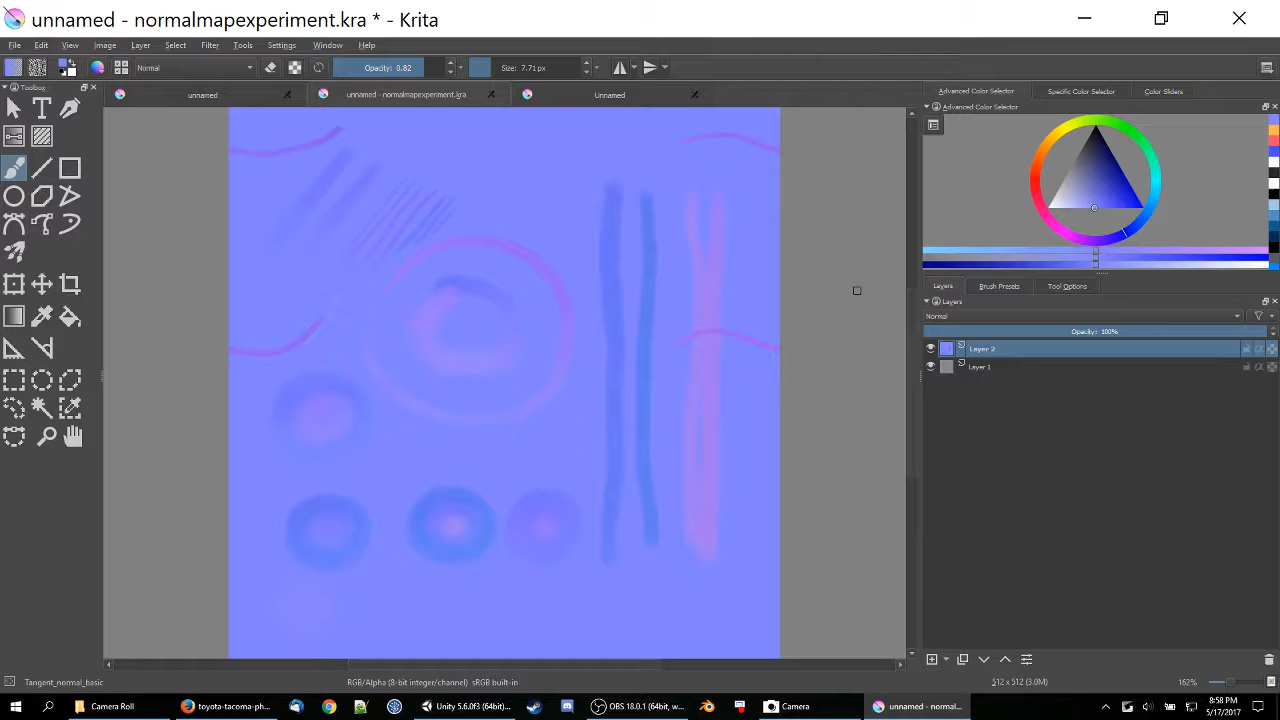 unnamed - normalmapexperiment.kra * - Krita
File Edit View Image Layer Select Filter Tools Settings Window Help
Normal Opacity: 0.82 Size: 7.71 px
Toolbox
unnamed unnamed - normalmapexperiment.kra Unnamed
Advanced Color Selector Specific Color Selector Color Sliders
Advanced Color Selector
Layers Brush Presets Tool Options
Layers
Normal
Opacity: 100%
Layer 2
Layer 1
Tangent_normal_basic RGB/Alpha (8-bit integer/channel) sRGB built-in 512 x 512 (3.0M) 162%
Camera Roll toyota-tacoma-ph... Unity 5.6.0f3 (64bit)... OBS 18.0.1 (64bit, w... Camera unnamed - normal... 8:58 PM
5/17/2017